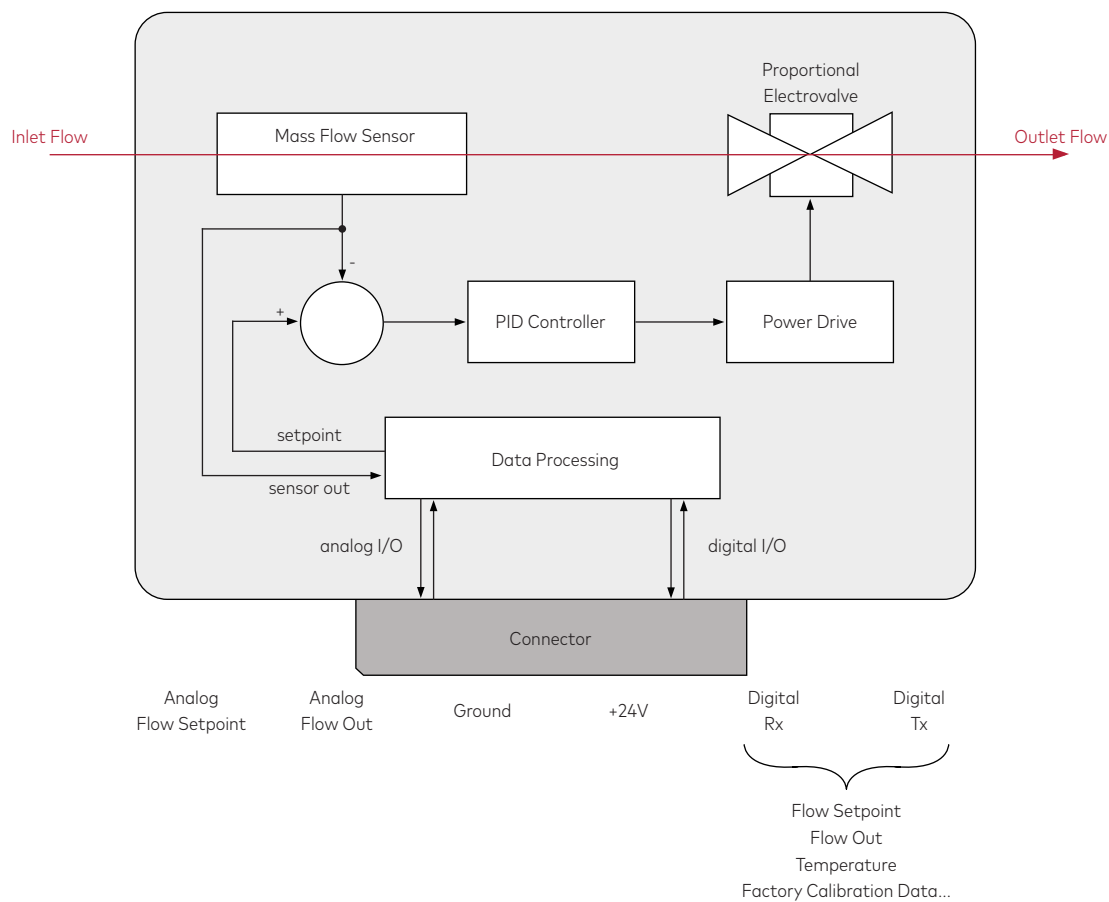 Proportional
Electrovalve
Inlet Flow
Mass Flow Sensor
Outlet Flow
-
+
PID Controller
Power Drive
setpoint
Data Processing
sensor out
analog I/O
digital I/O
Connector
Analog
Flow Setpoint
Analog
Flow Out
Ground
+24V
Digital
Rx
Digital
Tx
Flow Setpoint
Flow Out
Temperature
Factory Calibration Data...